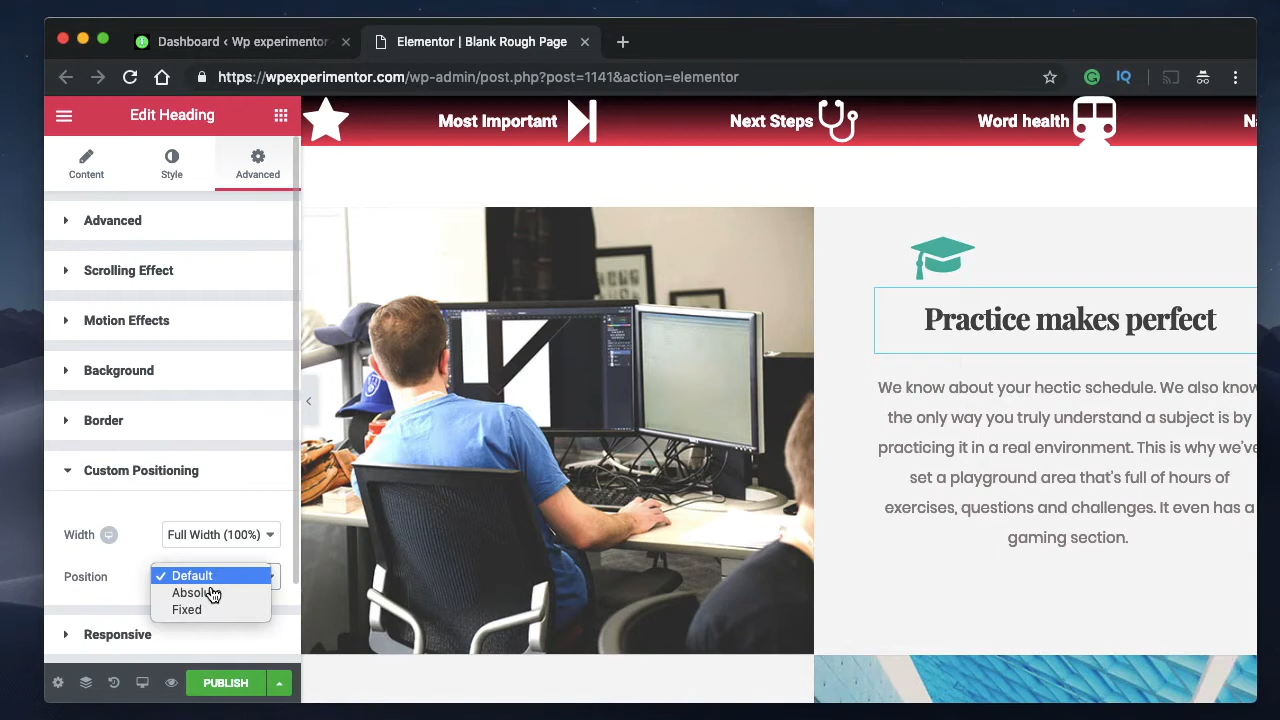 Dashboard ‹ Wp experimentor
Elementor | Blank Rough Page
https://wpexperimentor.com/wp-admin/post.php?post=1141&action=elementor
IQ
Edit Heading
Most Important
Next Steps
Word health
Content
Style
Advanced
Advanced
Scrolling Effect
Motion Effects
Background
Border
Custom Positioning
Width
Full Width (100%)
Position
Default
Fixed
Responsive
PUBLISH
Practice makes perfect
We know about your hectic schedule. We also know
the only way you truly understand a subject is by
practicing it in a real environment. This is why we've
set a playground area that's full of hours of
exercises, questions and challenges. It even has a
gaming section.